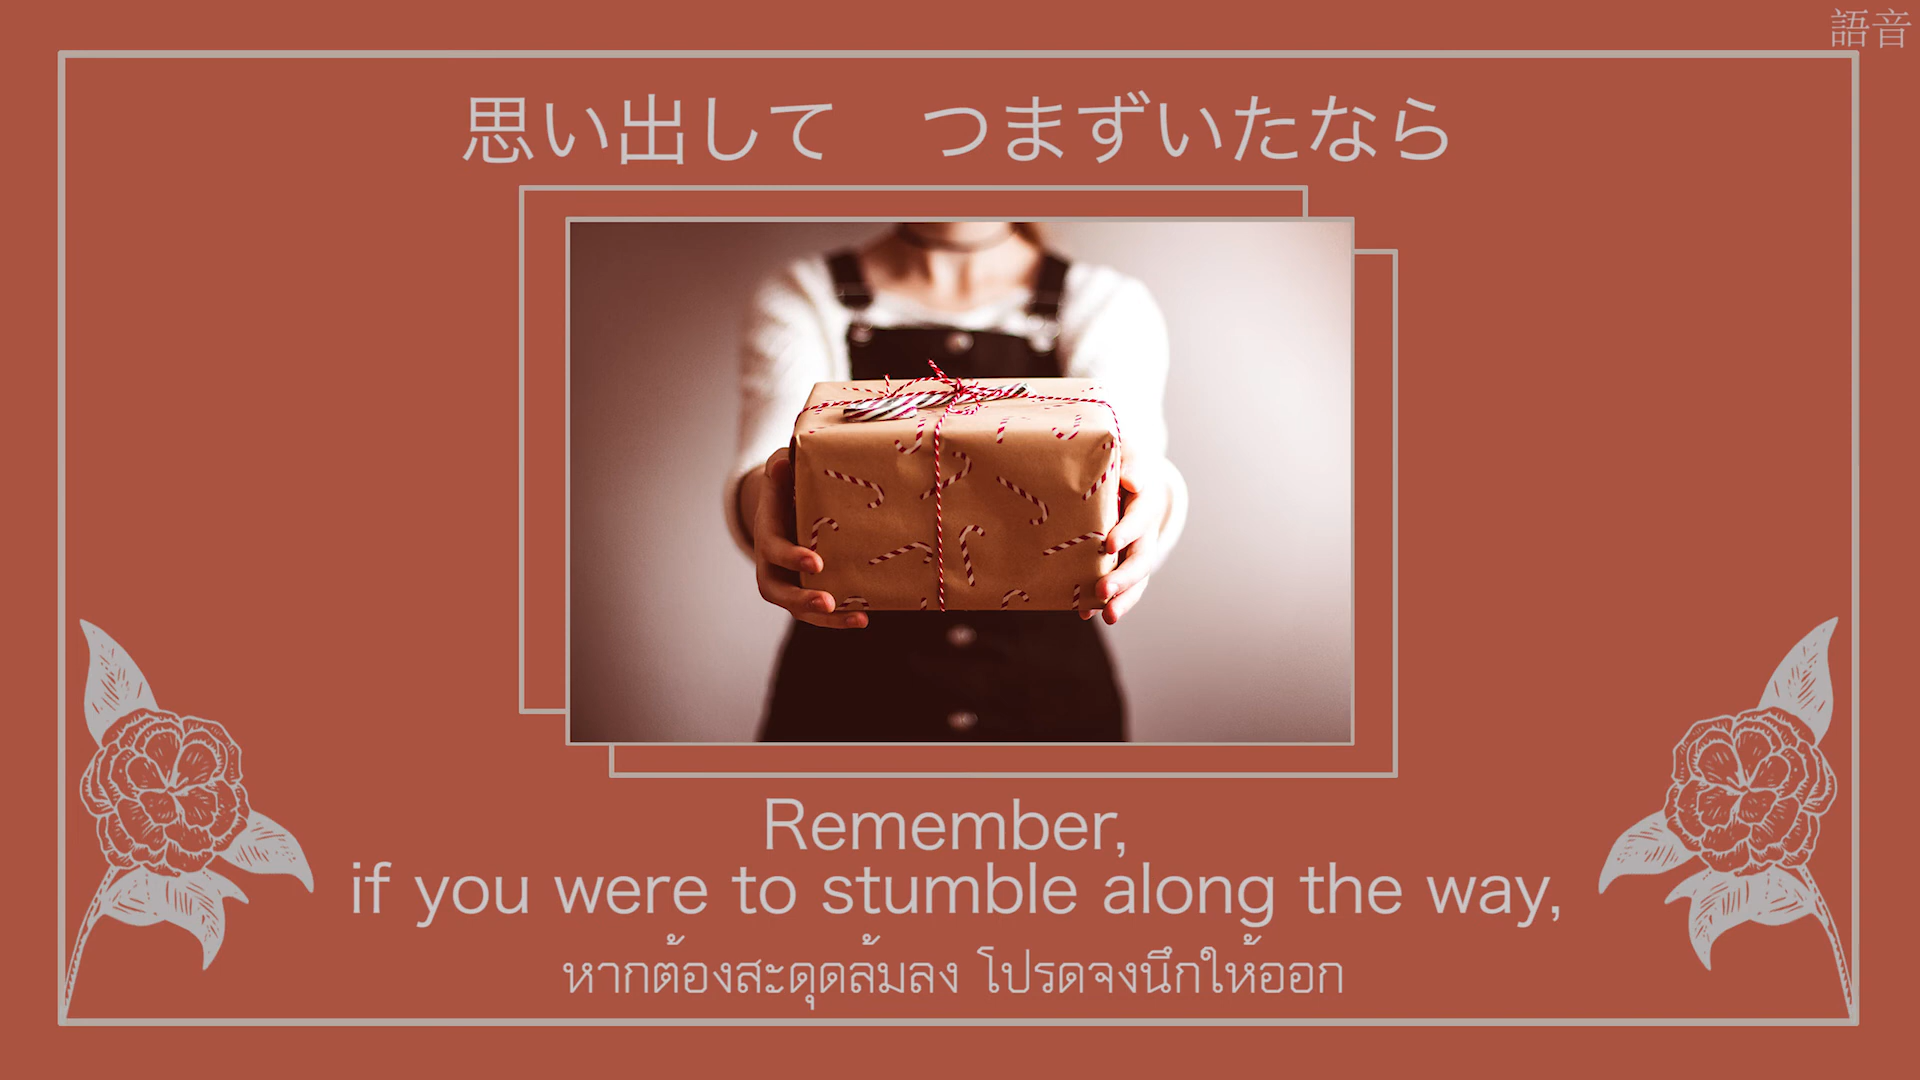 語音
思い出して　つまずいたなら
Remember,
if you were to stumble along the way,
หากต้องสะดุดล้มลง โปรดจงนึกให้ออก